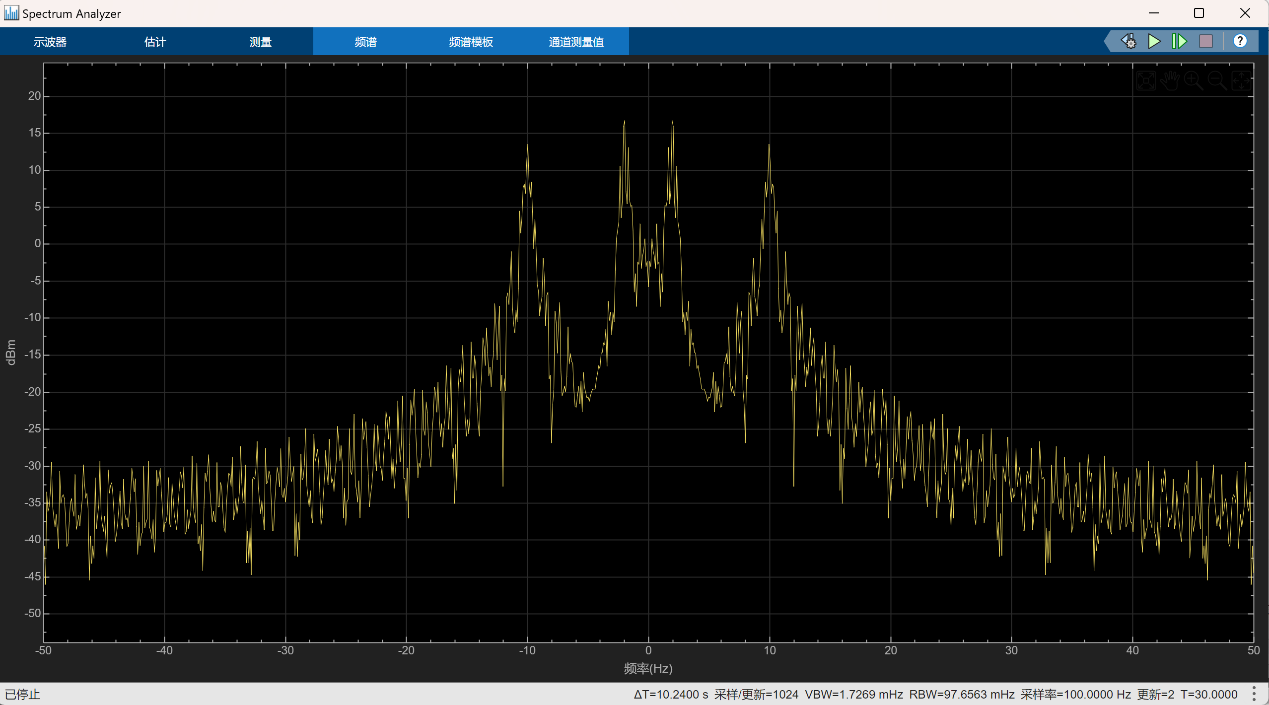 Spectrum Analyzer
示波器 估计 测量 频谱 频谱模板 通道测量值
?
20
15
10
5
0
-5
-10
-15
-20
-25
-30
-35
-40
-45
-50
dBm
-50 -40 -30 -20 -10 0 10 20 30 40 50
频率(Hz)
已停止 ΔT=10.2400 s 采样/更新=1024 VBW=1.7269 mHz RBW=97.6563 mHz 采样率=100.0000 Hz 更新=2 T=30.0000